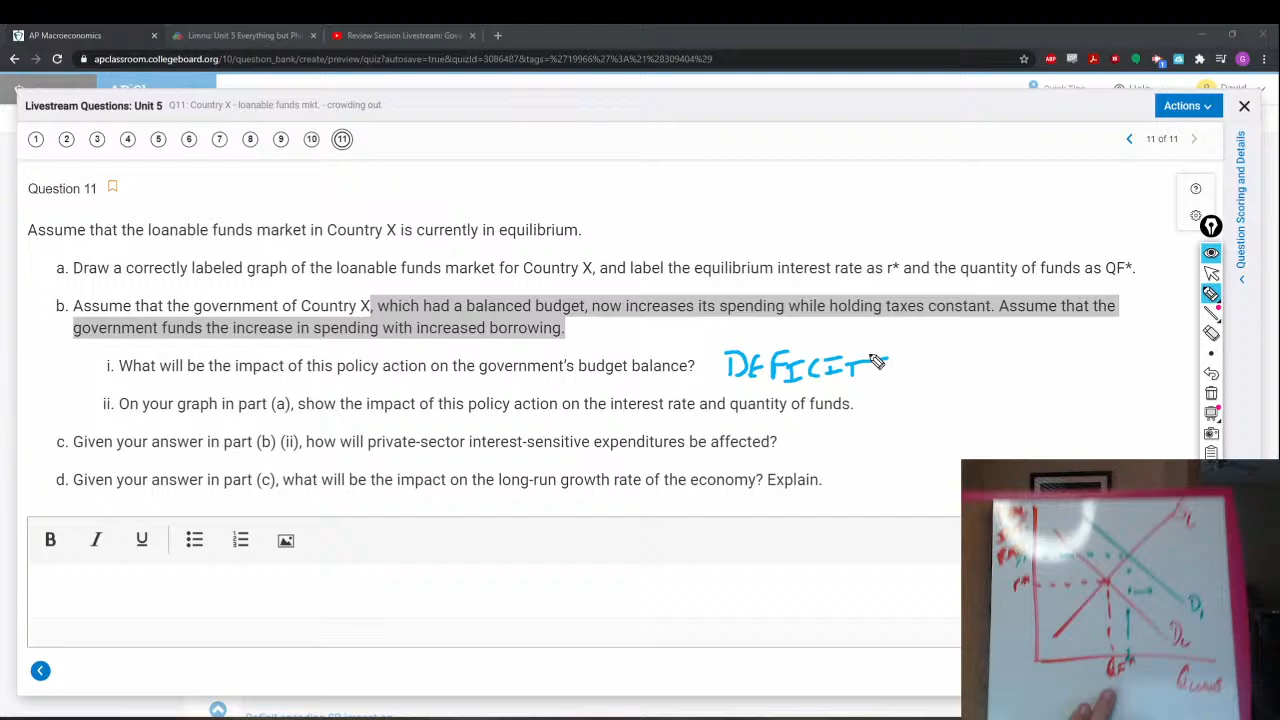 AP Macroeconomics
Limnu: Unit 5 Everything but Ph
Review Session Livestream: Gove
apclassroom.collegeboard.org/10/question_bank/create/preview/quiz?autosave=true&quizId=3086487&tags=%2719966%27%3A%1%28309404%29
Livestream Questions: Unit 5 Q11: Country X - loanable funds mkt. - crowding out
Actions
1 2 3 4 5 6 7 8 9 10 11
11 of 11
Question 11
Assume that the loanable funds market in Country X is currently in equilibrium.
a. Draw a correctly labeled graph of the loanable funds market for Country X, and label the equilibrium interest rate as r* and the quantity of funds as QF*.
b. Assume that the government of Country X, which had a balanced budget, now increases its spending while holding taxes constant. Assume that the
government funds the increase in spending with increased borrowing.
i. What will be the impact of this policy action on the government's budget balance? DEFICIT
ii. On your graph in part (a), show the impact of this policy action on the interest rate and quantity of funds.
c. Given your answer in part (b) (ii), how will private-sector interest-sensitive expenditures be affected?
d. Given your answer in part (c), what will be the impact on the long-run growth rate of the economy? Explain.
B I U
Question Scoring and Details
r*
D₁
QF*